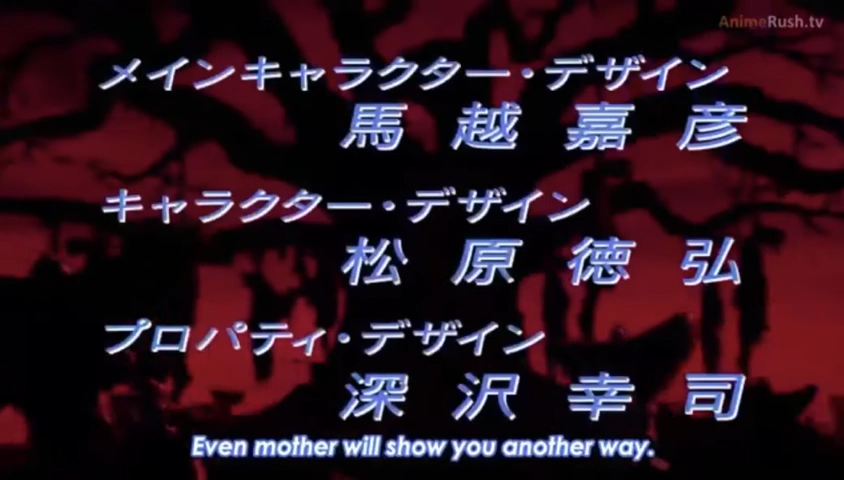 AnimeRush.tv
メインキャラクター・デザイン
馬越嘉彦
キャラクター・デザイン
松原徳弘
プロパティ・デザイン
深沢幸司
Even mother will show you another way.